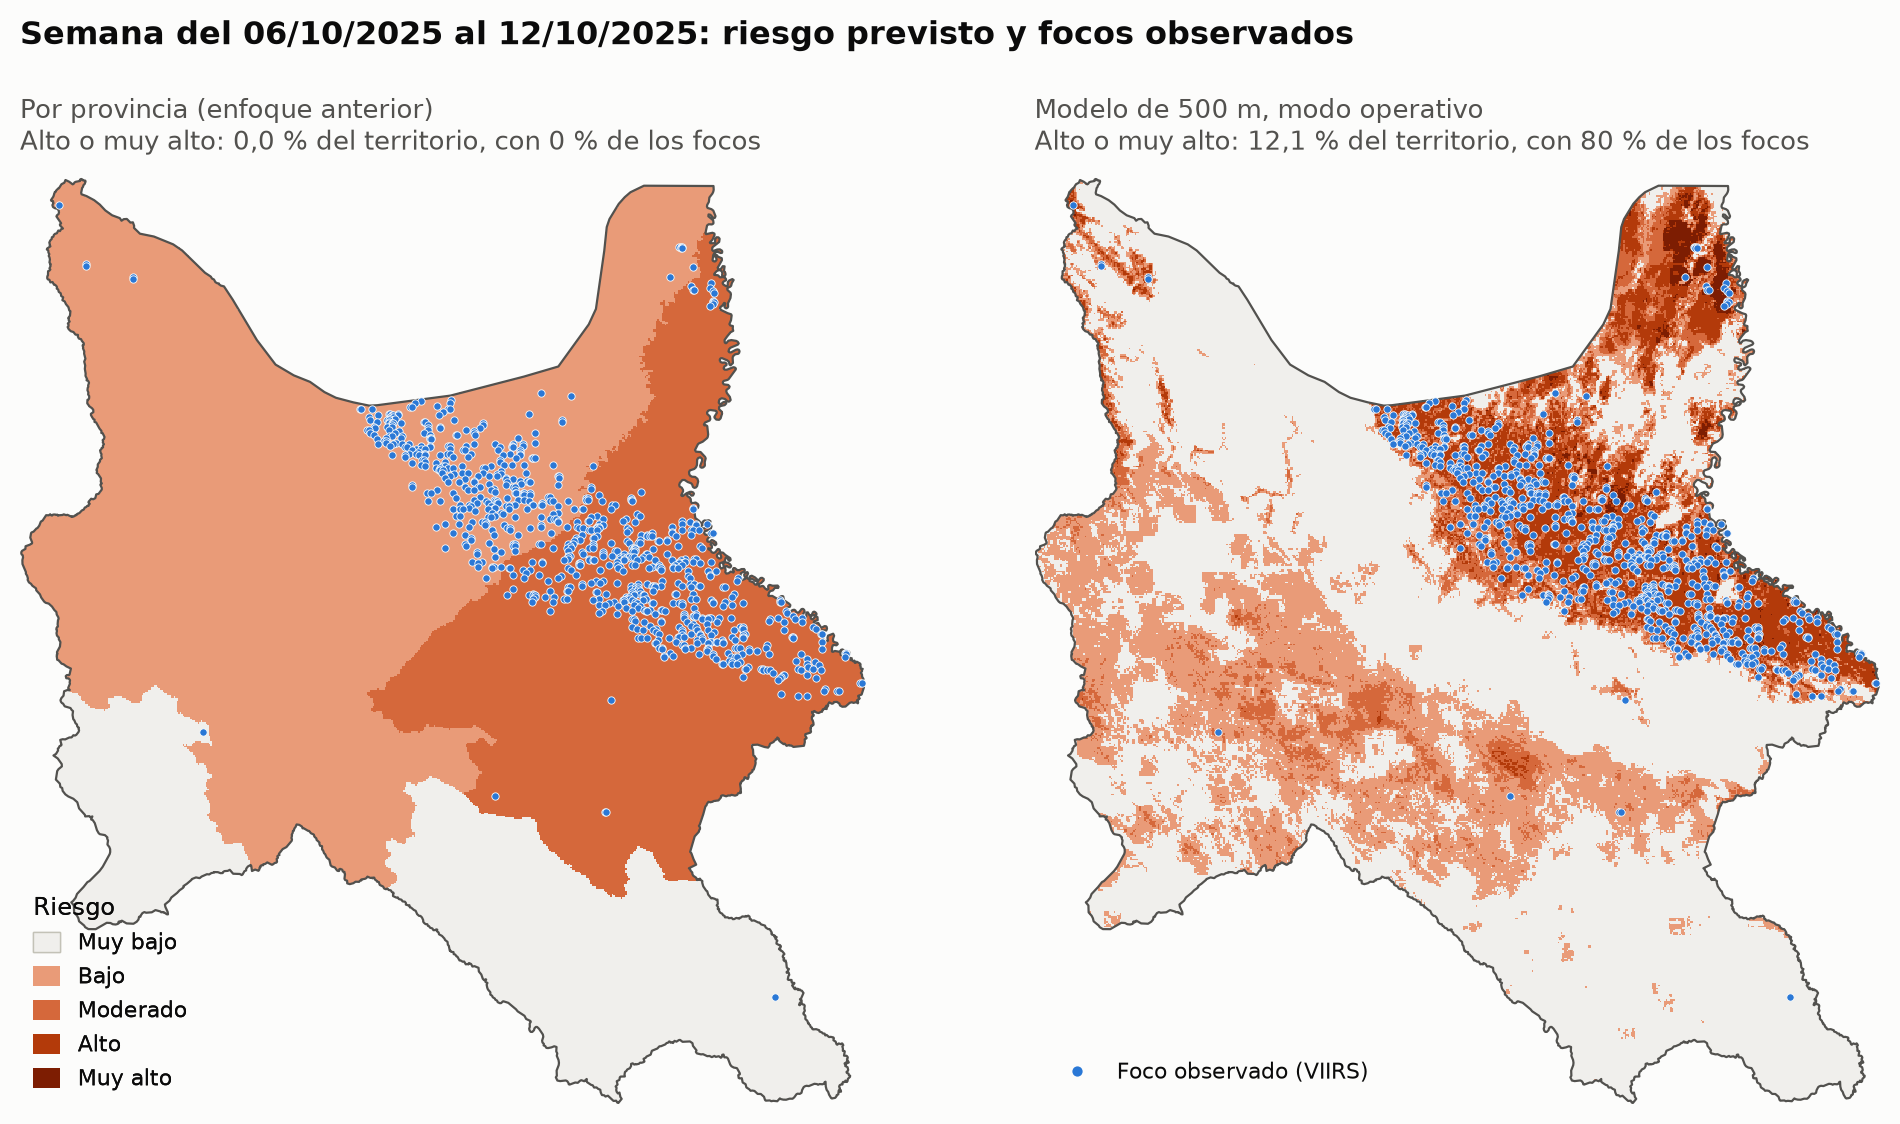 Semana del 06/10/2025 al 12/10/2025: riesgo previsto y focos observados
Por provincia (enfoque anterior)
Alto o muy alto: 0,0 % del territorio, con 0 % de los focos
Modelo de 500 m, modo operativo
Alto o muy alto: 12,1 % del territorio, con 80 % de los focos
Riesgo
Muy bajo
Bajo
Moderado
Alto
Muy alto
Foco observado (VIIRS)